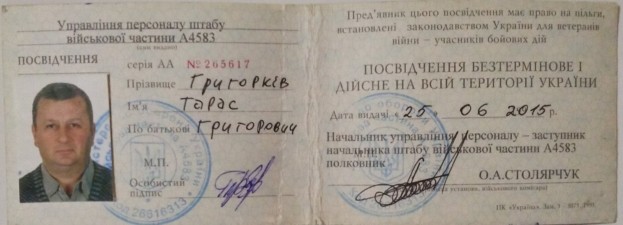 Управління персоналу штабу
військової частини А4583
ПОСВІДЧЕННЯ
серія АА №265617
Прізвище Григорків
Ім'я Тарас
По батькові Григорович
М.П.
Особистий
підпис
Пред'явник цього посвідчення має право на пільги,
встановлені законодавством України для ветеранів
війни – учасників бойових дій
ПОСВІДЧЕННЯ БЕЗТЕРМІНОВЕ І
ДІЙСНЕ НА ВСІЙ ТЕРИТОРІЇ УКРАЇНИ
Дата видачі «25» 06 2015р.
Начальник управління персоналу – заступник
начальника штабу військової частини А4583
полковник
О.А.СТОЛЯРЧУК